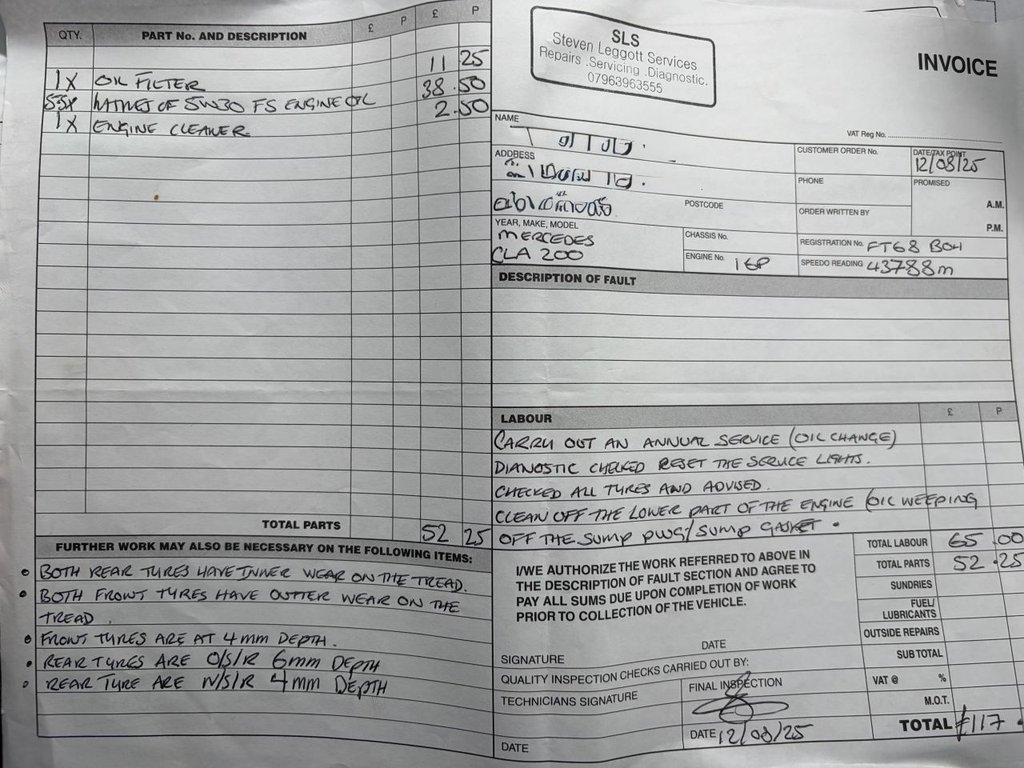 QTY. PART No. AND DESCRIPTION £ P £ P
1X OIL FILTER 11 25
5.5X LITRES OF 5W30 FS ENGINE OIL 38.50
1X ENGINE CLEANER 2.50
TOTAL PARTS 52 25
FURTHER WORK MAY ALSO BE NECESSARY ON THE FOLLOWING ITEMS:
• BOTH REAR TYRES HAVE INNER WEAR ON THE TREAD.
• BOTH FRONT TYRES HAVE OUTTER WEAR ON THE
TREAD.
• FRONT TYRES ARE AT 4mm DEPTH.
• REAR TYRES ARE O/S/R 6mm DEPTH
• REAR TYRE ARE N/S/R 4mm DEPTH
SLS
Steven Leggott Services
Repairs .Servicing .Diagnostic.
07963963555
INVOICE
VAT Reg No.
NAME
ADDRESS
POSTCODE
CUSTOMER ORDER No.
DATE/TAX POINT
12/08/25
PHONE
PROMISED
A.M.
ORDER WRITTEN BY
P.M.
YEAR, MAKE, MODEL
MERCEDES
CLA 200
CHASSIS No.
ENGINE No.
REGISTRATION No. FT68
SPEEDO READING 43788m
DESCRIPTION OF FAULT
LABOUR £ P
CARRY OUT AN ANNUAL SERVICE (OIL CHANGE)
DIANOSTIC CHECKED RESET THE SERVICE LIGHTS.
CHECKED ALL TYRES AND ADVISED.
CLEAN OFF THE LOWER PART OF THE ENGINE (OIL WEEPING
OFF THE SUMP PLUG/SUMP GASKET.
I/WE AUTHORIZE THE WORK REFERRED TO ABOVE IN
THE DESCRIPTION OF FAULT SECTION AND AGREE TO
PAY ALL SUMS DUE UPON COMPLETION OF WORK
PRIOR TO COLLECTION OF THE VEHICLE.
DATE
SIGNATURE
QUALITY INSPECTION CHECKS CARRIED OUT BY:
TECHNICIANS SIGNATURE
FINAL INSPECTION
DATE
DATE 12/08/25
TOTAL LABOUR 65 00
TOTAL PARTS 52.25
SUNDRIES
FUEL/
LUBRICANTS
OUTSIDE REPAIRS
SUB TOTAL
VAT @ %
M.O.T.
TOTAL £117.